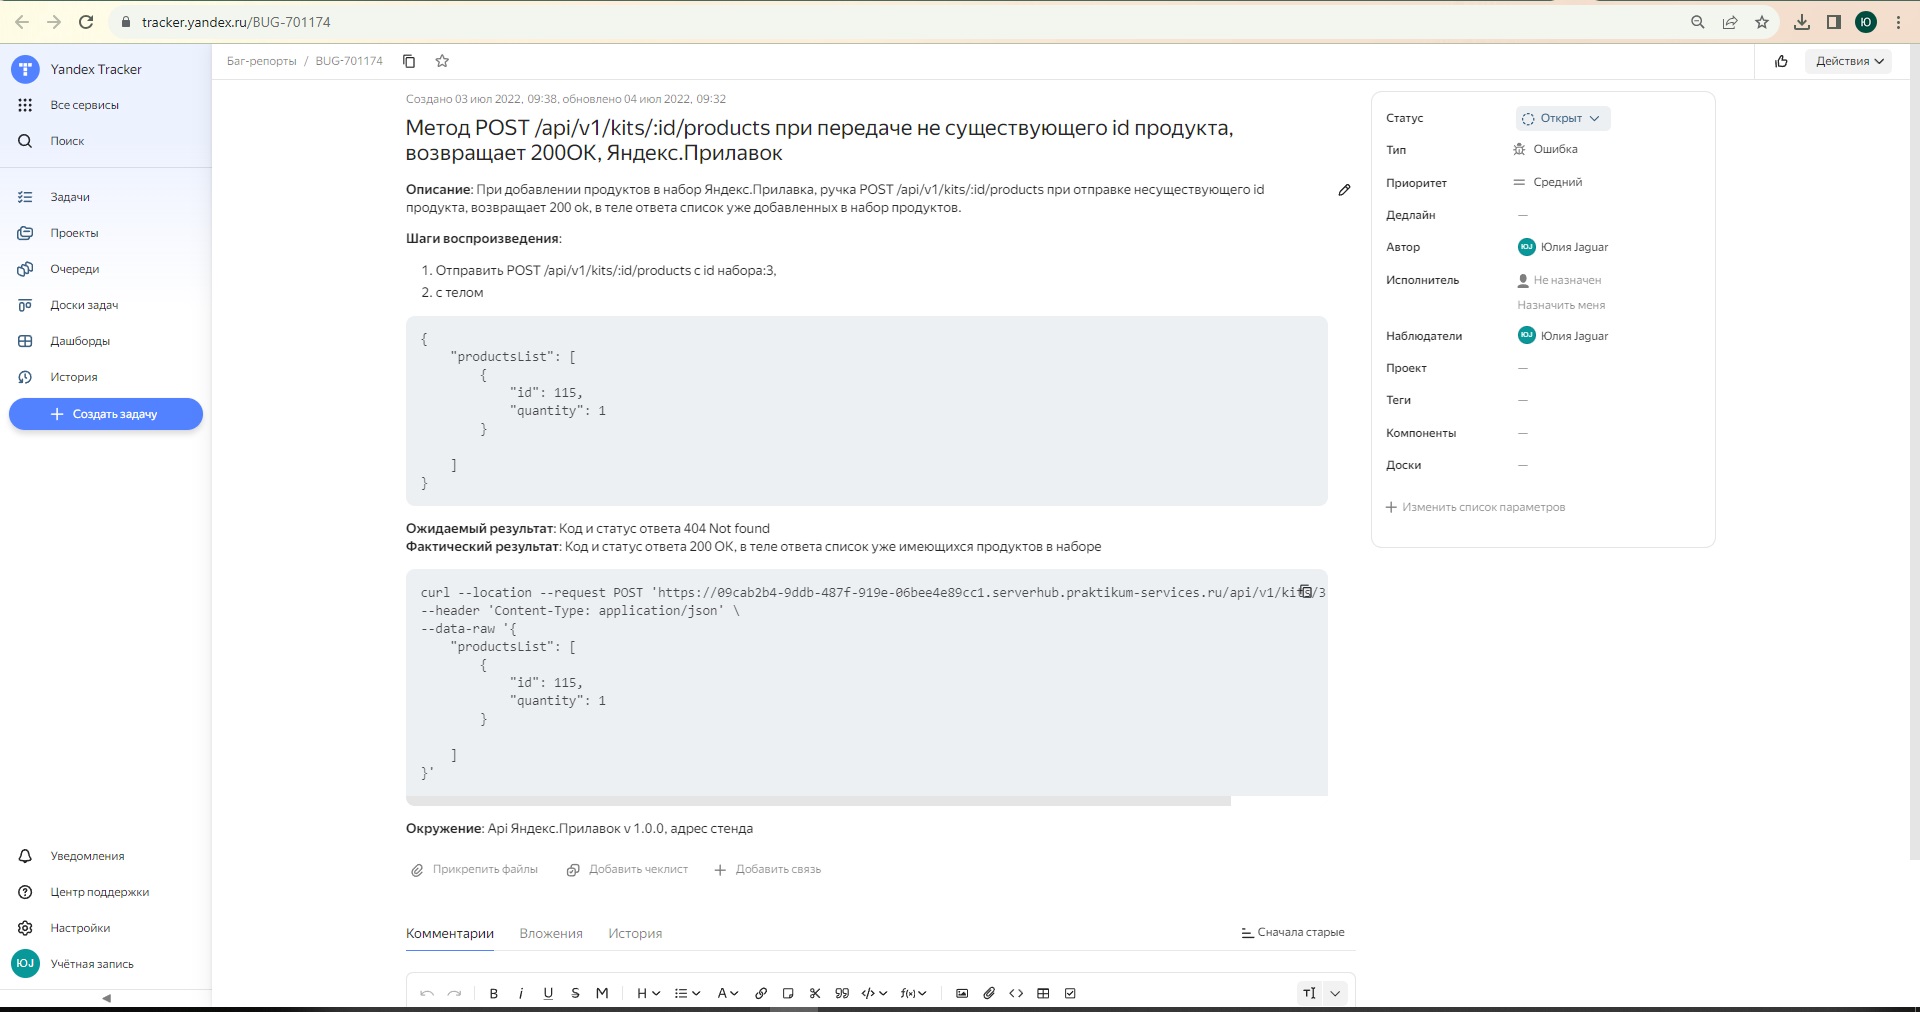 tracker.yandex.ru/BUG-701174
Ю
Yandex Tracker
Все сервисы
Поиск
Задачи
Проекты
Очереди
Доски задач
Дашборды
История
Создать задачу
Уведомления
Центр поддержки
Настройки
ЮJ Учётная запись
Баг-репорты / BUG-701174
Действия
Создано 03 июл 2022, 09:38, обновлено 04 июл 2022, 09:32
Метод POST /api/v1/kits/:id/products при передаче не существующего id продукта,
возвращает 200OK, Яндекс.Прилавок
Описание: При добавлении продуктов в набор Яндекс.Прилавка, ручка POST /api/v1/kits/:id/products при отправке несуществующего id
продукта, возвращает 200 ok, в теле ответа список уже добавленных в набор продуктов.
Шаги воспроизведения:
1. Отправить POST /api/v1/kits/:id/products с id набора:3,
2. с телом
{
"productsList": [
{
"id": 115,
"quantity": 1
}
]
}
Ожидаемый результат: Код и статус ответа 404 Not found
Фактический результат: Код и статус ответа 200 ОК, в теле ответа список уже имеющихся продуктов в наборе
curl --location --request POST 'https://09cab2b4-9ddb-487f-919e-06bee4e89cc1.serverhub.praktikum-services.ru/api/v1/kits/3
--header 'Content-Type: application/json' \
--data-raw '{
"productsList": [
{
"id": 115,
"quantity": 1
}
]
}'
Окружение: Api Яндекс.Прилавок v 1.0.0, адрес стенда
Прикрепить файлы Добавить чеклист Добавить связь
Комментарии Вложения История Сначала старые
B i U S M H A
Статус Открыт
Тип Ошибка
Приоритет Средний
Дедлайн —
Автор ЮJ Юлия Jaguar
Исполнитель Не назначен
Назначить меня
Наблюдатели ЮJ Юлия Jaguar
Проект —
Теги —
Компоненты —
Доски —
Изменить список параметров